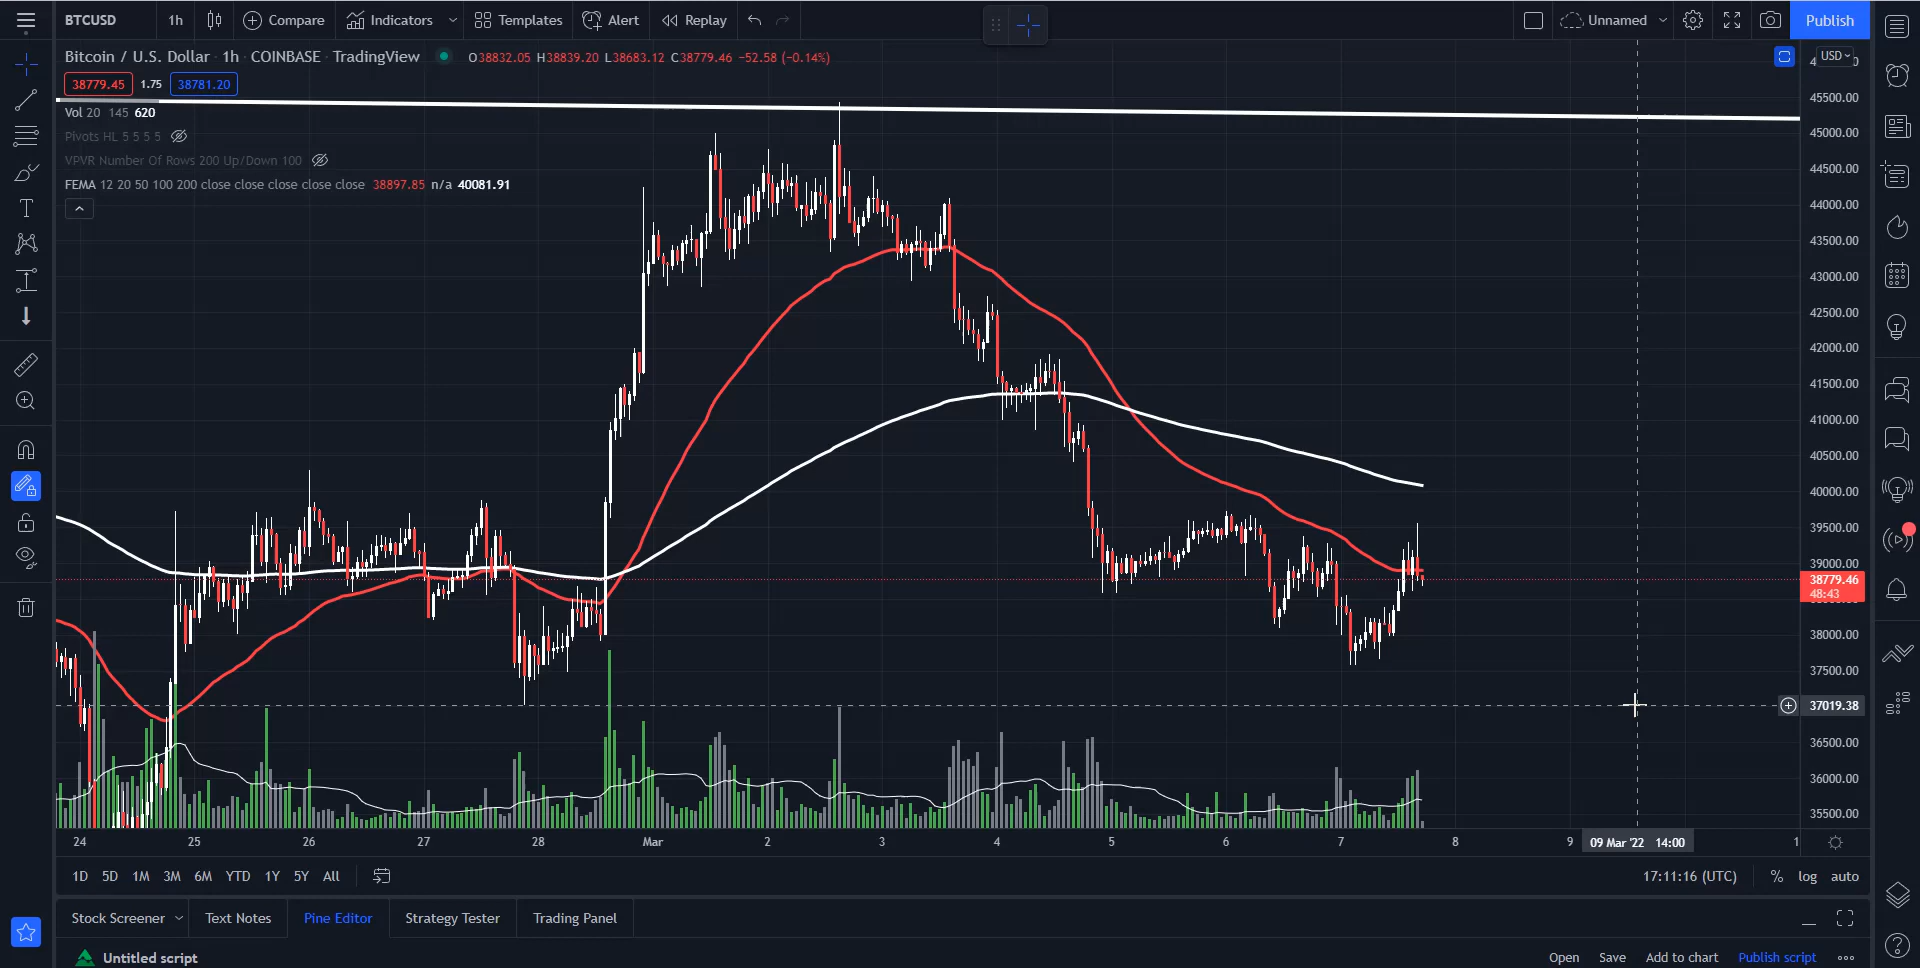 BTCUSD 1h Compare Indicators Templates Alert Replay Unnamed Publish
Bitcoin / U.S. Dollar · 1h · COINBASE · TradingView O38832.05 H38839.20 L38683.12 C38779.46 −52.58 (−0.14%)
USD
38779.45 1.75 38781.20
Vol 20 145 620
Pivots HL 5 5 5 5
VPVR Number Of Rows 200 Up/Down 100
FEMA 12 20 50 100 200 close close close close close 38897.85 n/a 40081.91
45500.00
45000.00
44500.00
44000.00
43500.00
43000.00
42500.00
42000.00
41500.00
41000.00
40500.00
40000.00
39500.00
39000.00
38779.46
48:43
38000.00
37500.00
37019.38
36500.00
36000.00
35500.00
24 25 26 27 28 Mar 2 3 4 5 6 7 8 9 09 Mar '22 14:00 1
1D 5D 1M 3M 6M YTD 1Y 5Y All 17:11:16 (UTC) % log auto
Stock Screener Text Notes Pine Editor Strategy Tester Trading Panel
Untitled script Open Save Add to chart Publish script